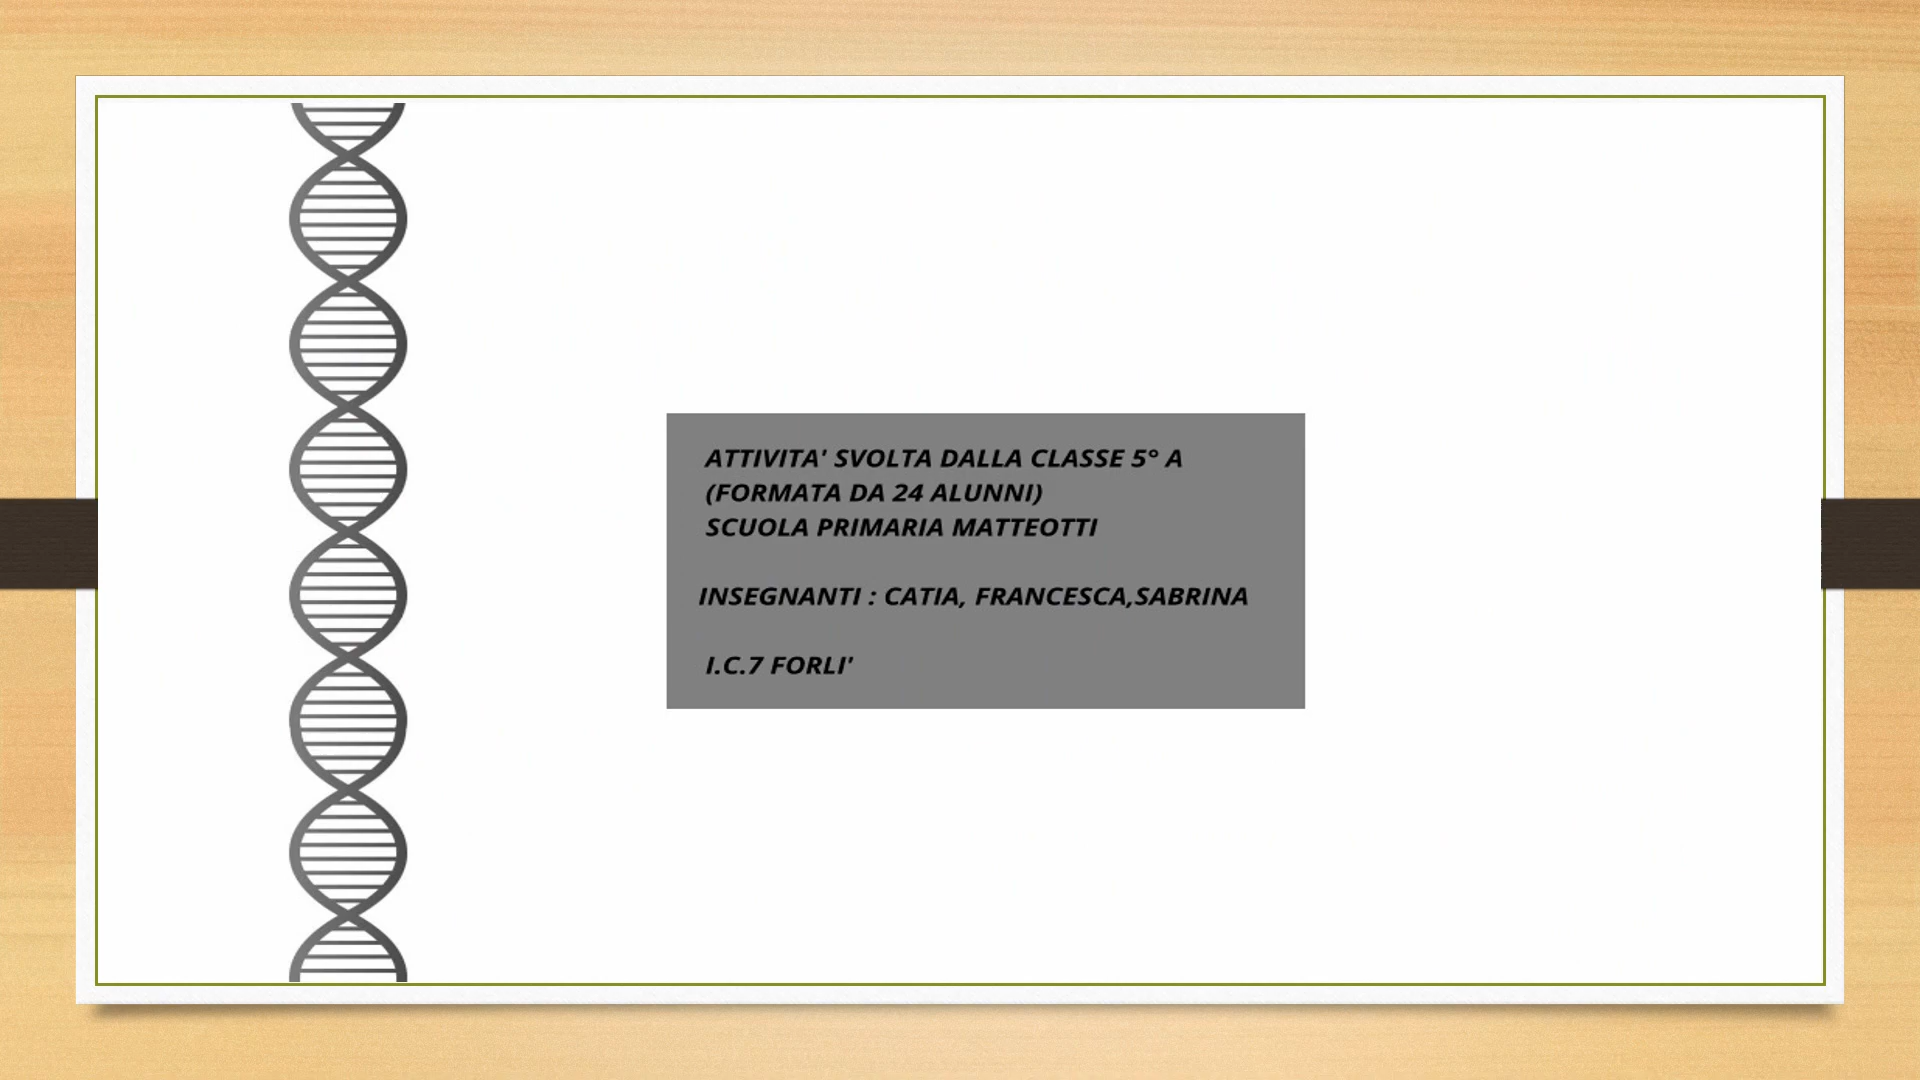 ATTIVITA' SVOLTA DALLA CLASSE 5° A
(FORMATA DA 24 ALUNNI)
SCUOLA PRIMARIA MATTEOTTI
INSEGNANTI : CATIA, FRANCESCA,SABRINA
I.C.7 FORLI'